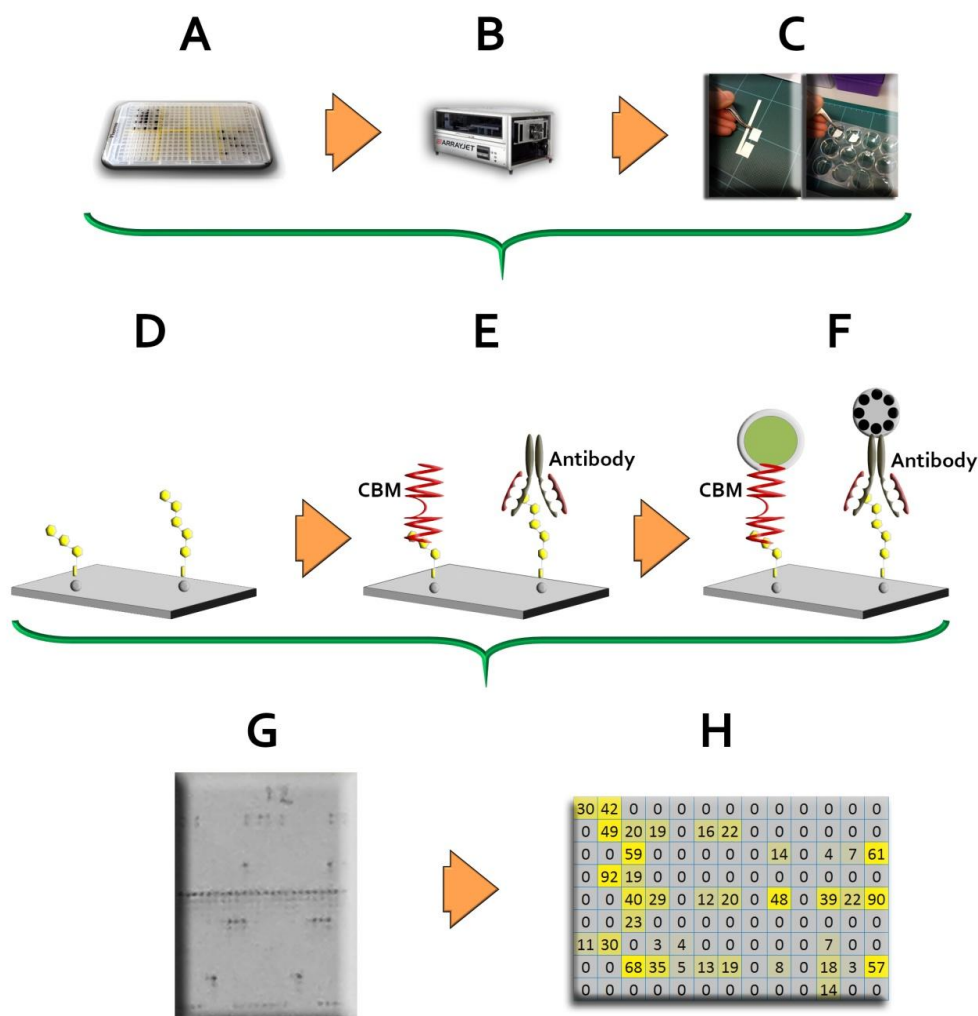 A
B
C
ARRAYJET
D
E
F
CBM
Antibody
CBM
Antibody
G
H
12
30 42 0 0 0 0 0 0 0 0 0 0 0
0 49 20 19 0 16 22 0 0 0 0 0 0
0 0 59 0 0 0 0 0 14 0 4 7 61
0 92 19 0 0 0 0 0 0 0 0 0 0
0 0 40 29 0 12 20 0 48 0 39 22 90
0 0 23 0 0 0 0 0 0 0 0 0 0
11 30 0 3 4 0 0 0 0 0 7 0 0
0 0 68 35 5 13 19 0 8 0 18 3 57
0 0 0 0 0 0 0 0 0 0 14 0 0